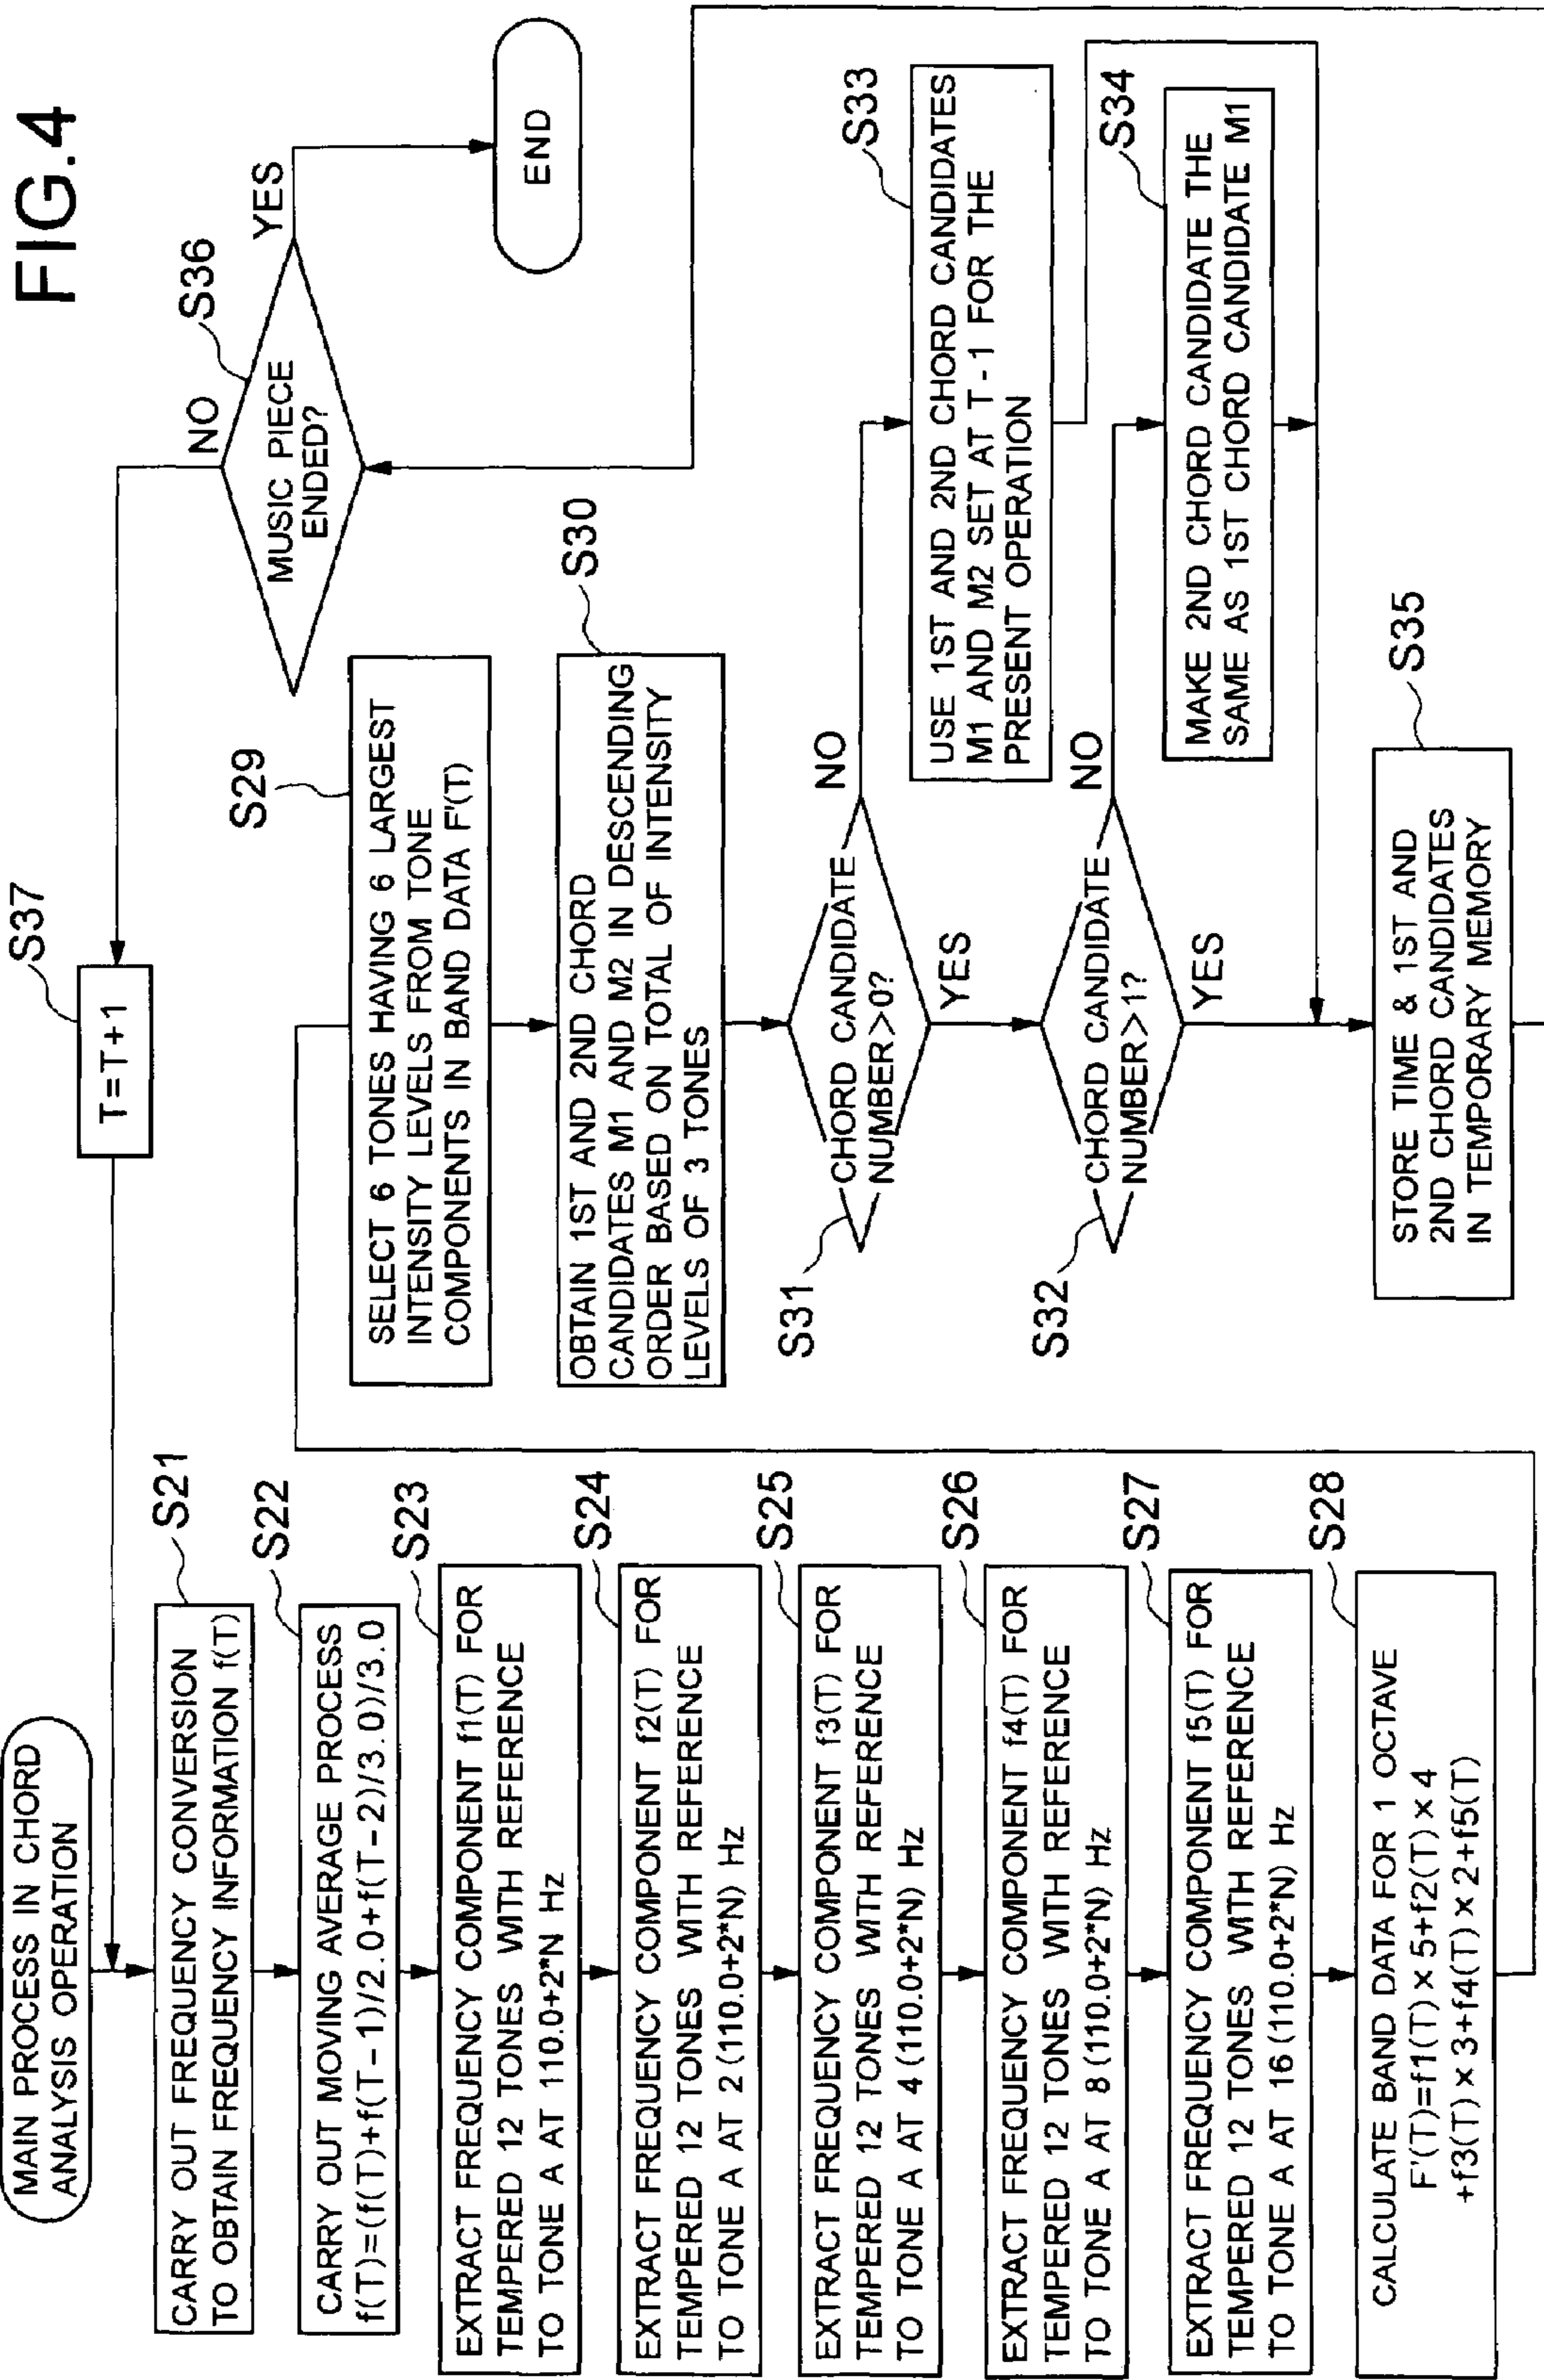 FIG.4
MAIN PROCESS IN CHORD
ANALYSIS OPERATION
CARRY OUT FREQUENCY CONVERSION
TO OBTAIN FREQUENCY INFORMATION f(T)
S21
CARRY OUT MOVING AVERAGE PROCESS
f(T)=(f(T)+f(T-1)/2.0+f(T-2)/3.0)/3.0
S22
EXTRACT FREQUENCY COMPONENT f1(T) FOR
TEMPERED 12 TONES WITH REFERENCE
TO TONE A AT 110.0+2*N Hz
S23
EXTRACT FREQUENCY COMPONENT f2(T) FOR
TEMPERED 12 TONES WITH REFERENCE
TO TONE A AT 2 (110.0+2*N) Hz
S24
EXTRACT FREQUENCY COMPONENT f3(T) FOR
TEMPERED 12 TONES WITH REFERENCE
TO TONE A AT 4 (110.0+2*N) Hz
S25
EXTRACT FREQUENCY COMPONENT f4(T) FOR
TEMPERED 12 TONES WITH REFERENCE
TO TONE A AT 8 (110.0+2*N) Hz
S26
EXTRACT FREQUENCY COMPONENT f5(T) FOR
TEMPERED 12 TONES WITH REFERENCE
TO TONE A AT 16 (110.0+2*N) Hz
S27
CALCULATE BAND DATA FOR 1 OCTAVE
F'(T)=f1(T)×5+f2(T)×4
+f3(T)×3+f4(T)×2+f5(T)
S28
SELECT 6 TONES HAVING 6 LARGEST
INTENSITY LEVELS FROM TONE
COMPONENTS IN BAND DATA F'(T)
S29
OBTAIN 1ST AND 2ND CHORD
CANDIDATES M1 AND M2 IN DESCENDING
ORDER BASED ON TOTAL OF INTENSITY
LEVELS OF 3 TONES
S30
S31
CHORD CANDIDATE
NUMBER>0?
NO
YES
USE 1ST AND 2ND CHORD CANDIDATES
M1 AND M2 SET AT T-1 FOR THE
PRESENT OPERATION
S33
S32
CHORD CANDIDATE
NUMBER>1?
NO
YES
MAKE 2ND CHORD CANDIDATE THE
SAME AS 1ST CHORD CANDIDATE M1
S34
STORE TIME & 1ST AND
2ND CHORD CANDIDATES
IN TEMPORARY MEMORY
S35
MUSIC PIECE
ENDED?
S36
NO
YES
END
T=T+1
S37